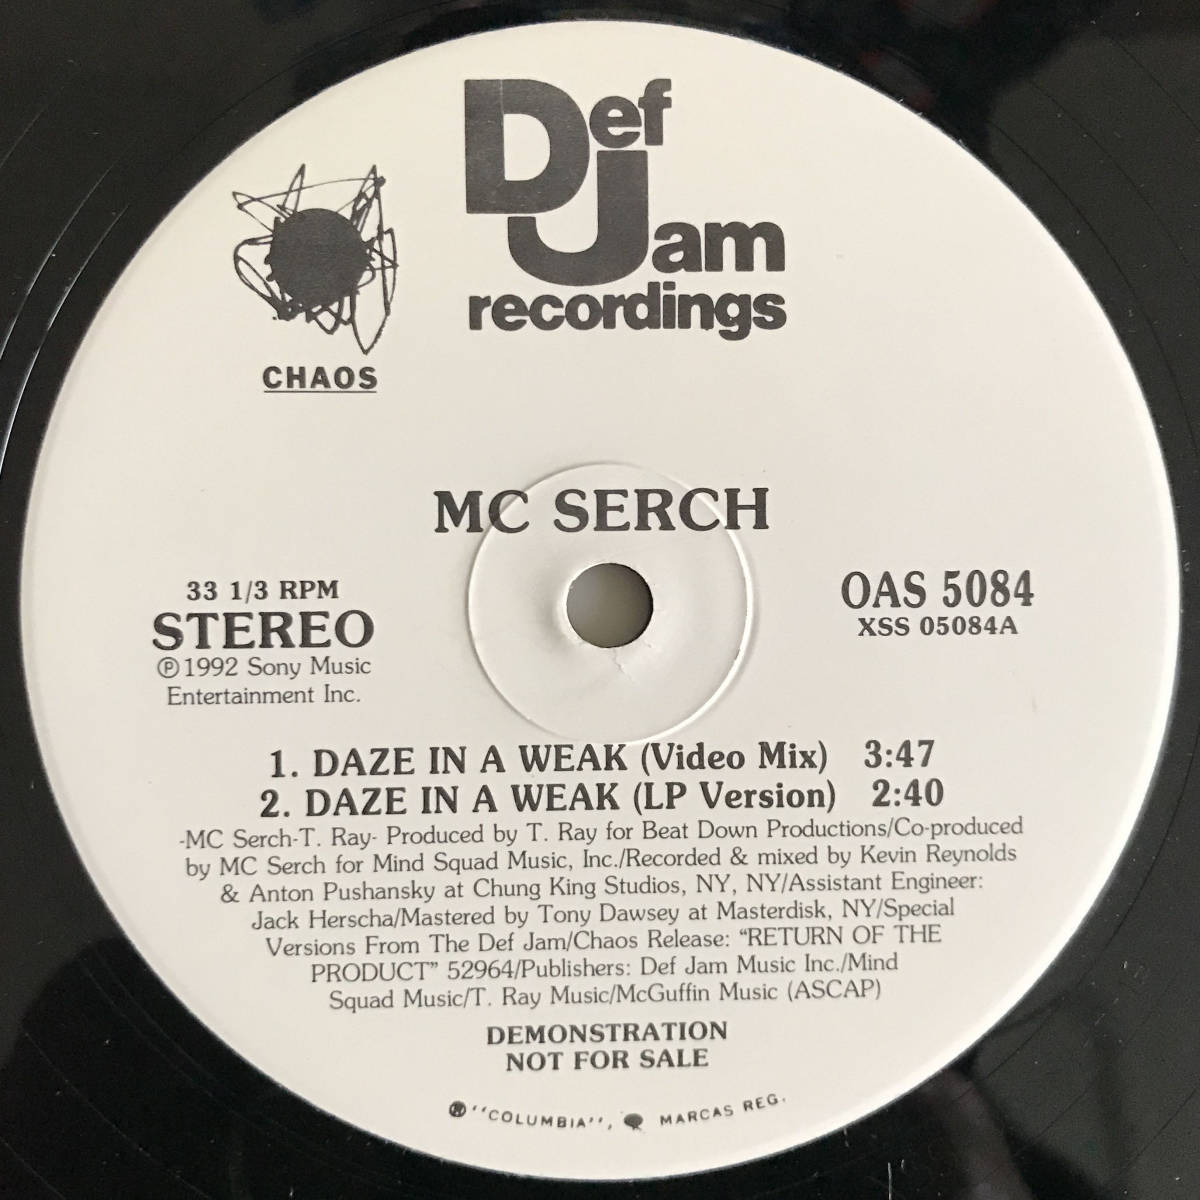 Def Jam
recordings
CHAOS
MC SERCH
33 1/3 RPM
STEREO
Ⓟ1992 Sony Music
Entertainment Inc.
OAS 5084
XSS 05084A
1. DAZE IN A WEAK (Video Mix) 3:47
2. DAZE IN A WEAK (LP Version) 2:40
-MC Serch-T. Ray- Produced by T. Ray for Beat Down Productions/Co-produced
by MC Serch for Mind Squad Music, Inc./Recorded & mixed by Kevin Reynolds
& Anton Pushansky at Chung King Studios, NY, NY/Assistant Engineer:
Jack Herscha/Mastered by Tony Dawsey at Masterdisk, NY/Special
Versions From The Def Jam/Chaos Release: “RETURN OF THE
PRODUCT” 52964/Publishers: Def Jam Music Inc./Mind
Squad Music/T. Ray Music/McGuffin Music (ASCAP)
DEMONSTRATION
NOT FOR SALE
® "COLUMBIA", MARCAS REG.